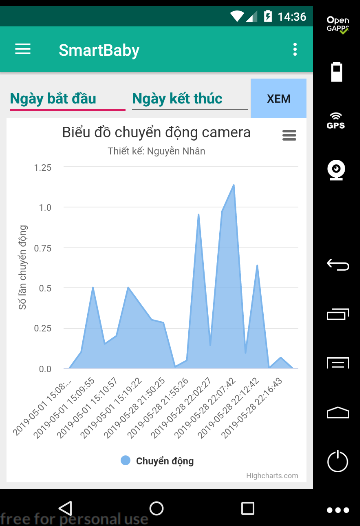 14:36
Open
GAPPS
SmartBaby
Ngày bắt đầu
Ngày kết thúc
XEM
GPS
Biểu đồ chuyển động camera
Thiết kế: Nguyễn Nhân
Số lần chuyển động
1.25
1.0
0.75
0.5
0.25
0.0
2019-05-01 15:08:...
2019-05-01 15:09:55
2019-05-01 15:10:57
2019-05-01 15:19:22
2019-05-28 21:50:25
2019-05-28 21:55:26
2019-05-28 22:02:27
2019-05-28 22:07:42
2019-05-28 22:12:42
2019-05-28 22:16:43
Chuyển động
Highcharts.com
free for personal use